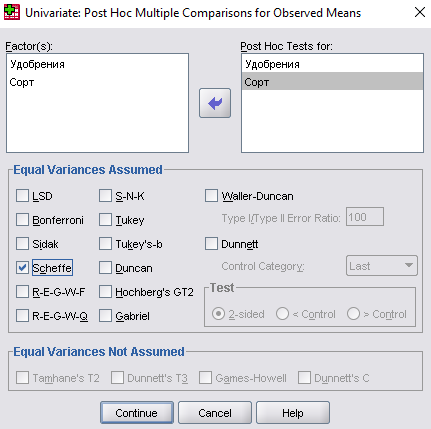 Univariate: Post Hoc Multiple Comparisons for Observed Means
Factor(s):
Удобрения
Сорт
Post Hoc Tests for:
Удобрения
Сорт
Equal Variances Assumed
LSD S-N-K Waller-Duncan
Bonferroni Tukey Type I/Type II Error Ratio: 100
Sidak Tukey's-b Dunnett
Scheffe Duncan Control Category: Last
R-E-G-W-F Hochberg's GT2 Test
R-E-G-W-Q Gabriel 2-sided < Control > Control
Equal Variances Not Assumed
Tamhane's T2 Dunnett's T3 Games-Howell Dunnett's C
Continue Cancel Help